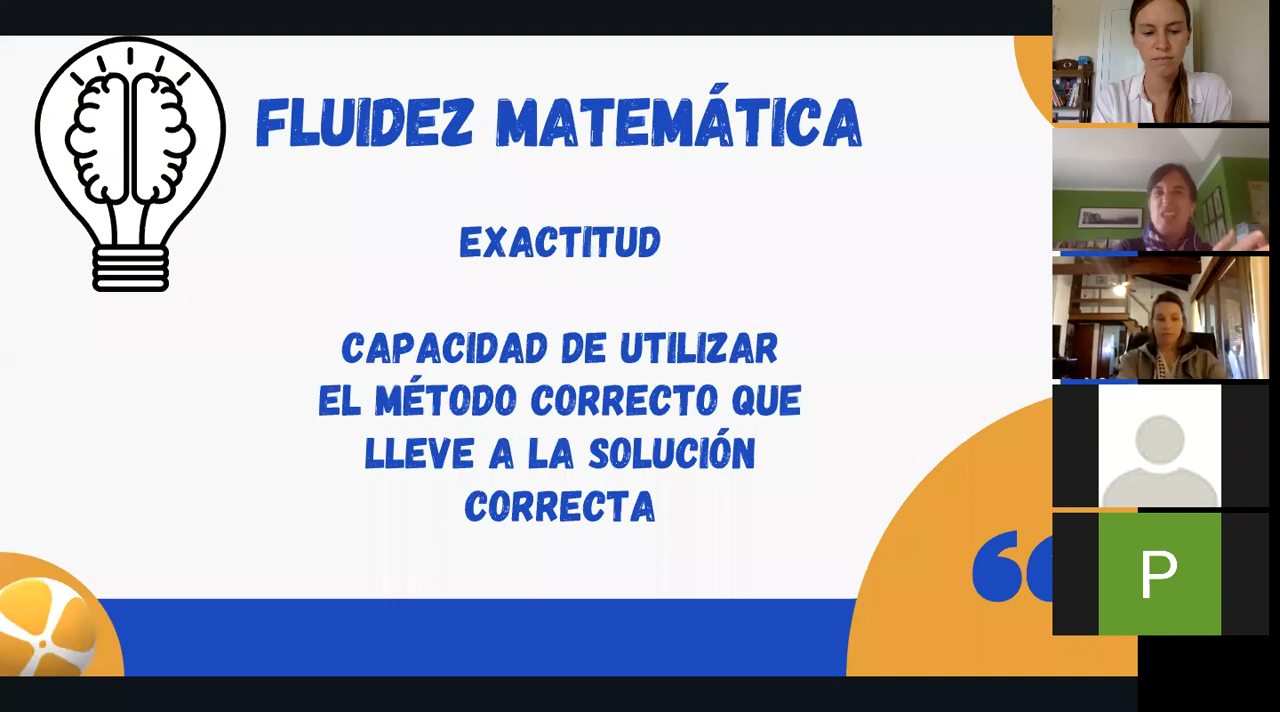 FLUIDEZ MATEMÁTICA
EXACTITUD
CAPACIDAD DE UTILIZAR
EL MÉTODO CORRECTO QUE
LLEVE A LA SOLUCIÓN
CORRECTA
P